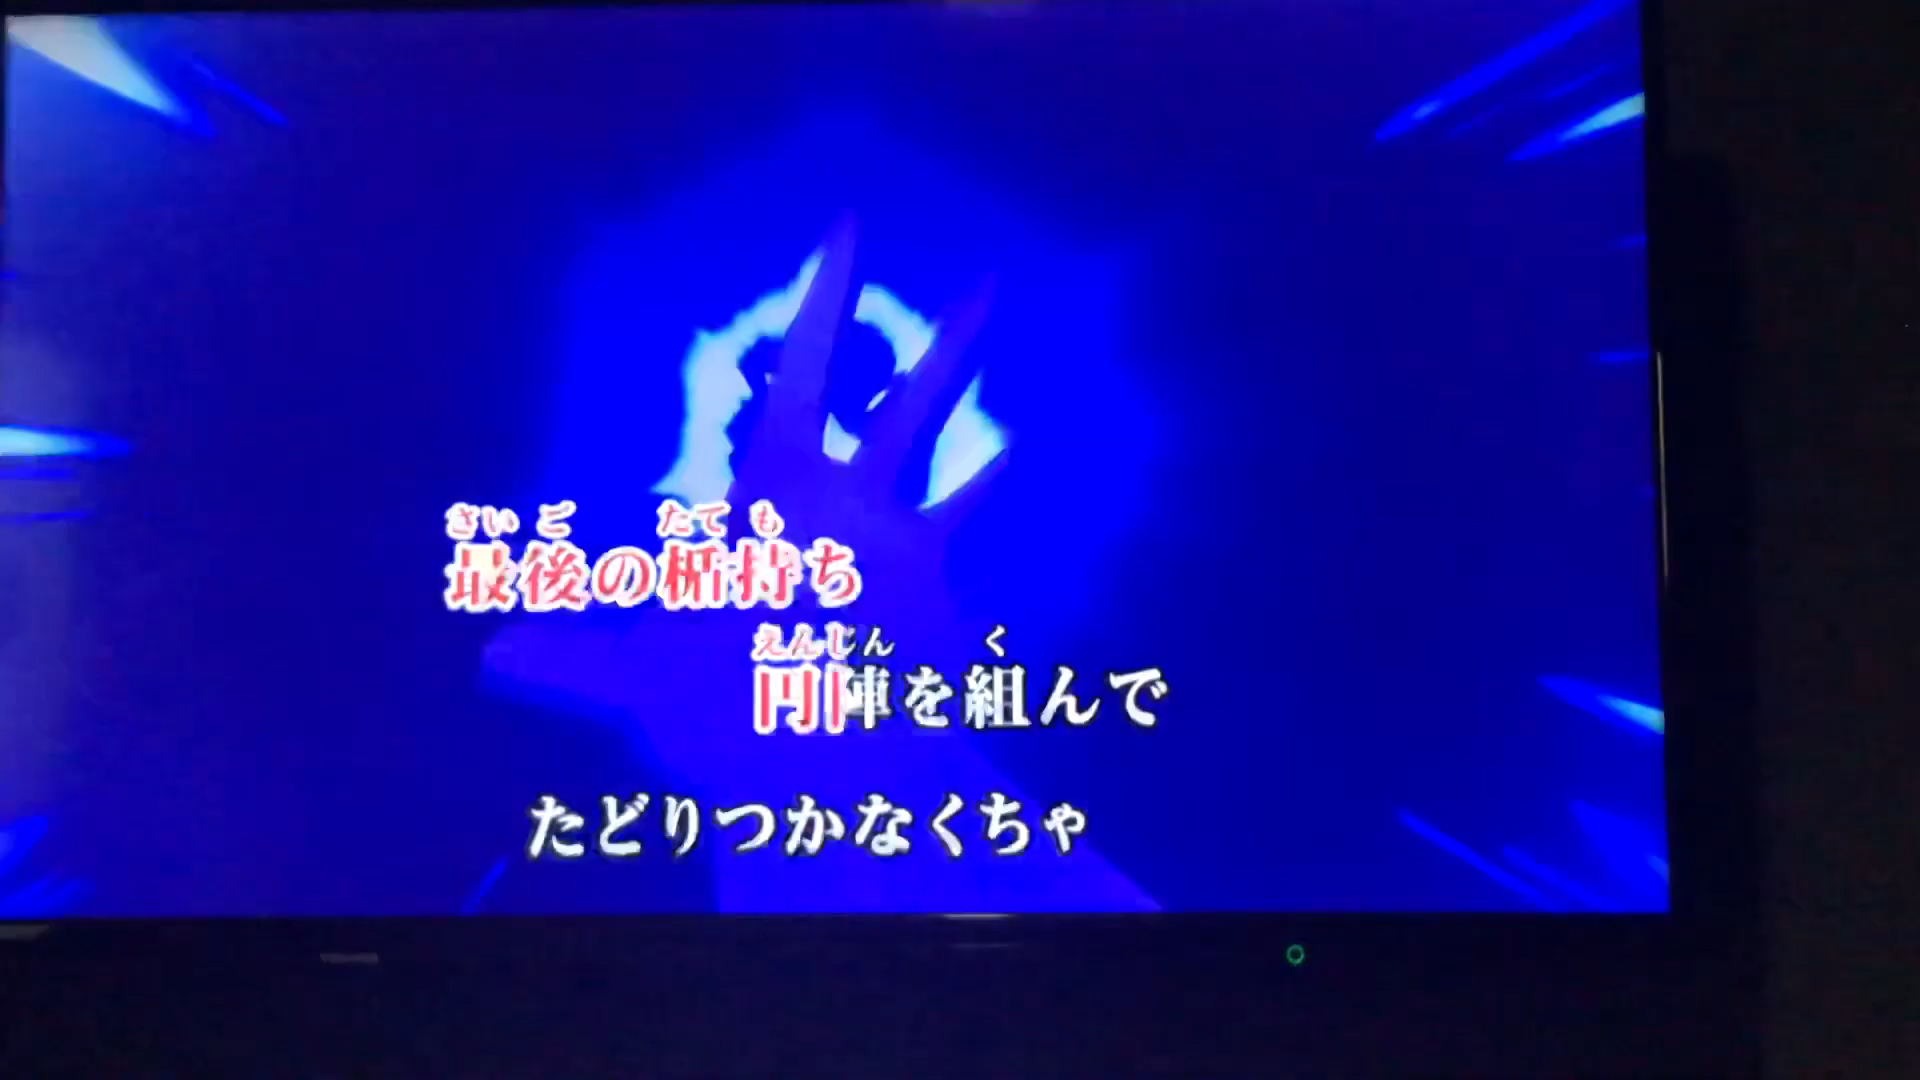 さいご たても
最後の楯持ち
えんじん く
円陣を組んで
たどりつかなくちゃ